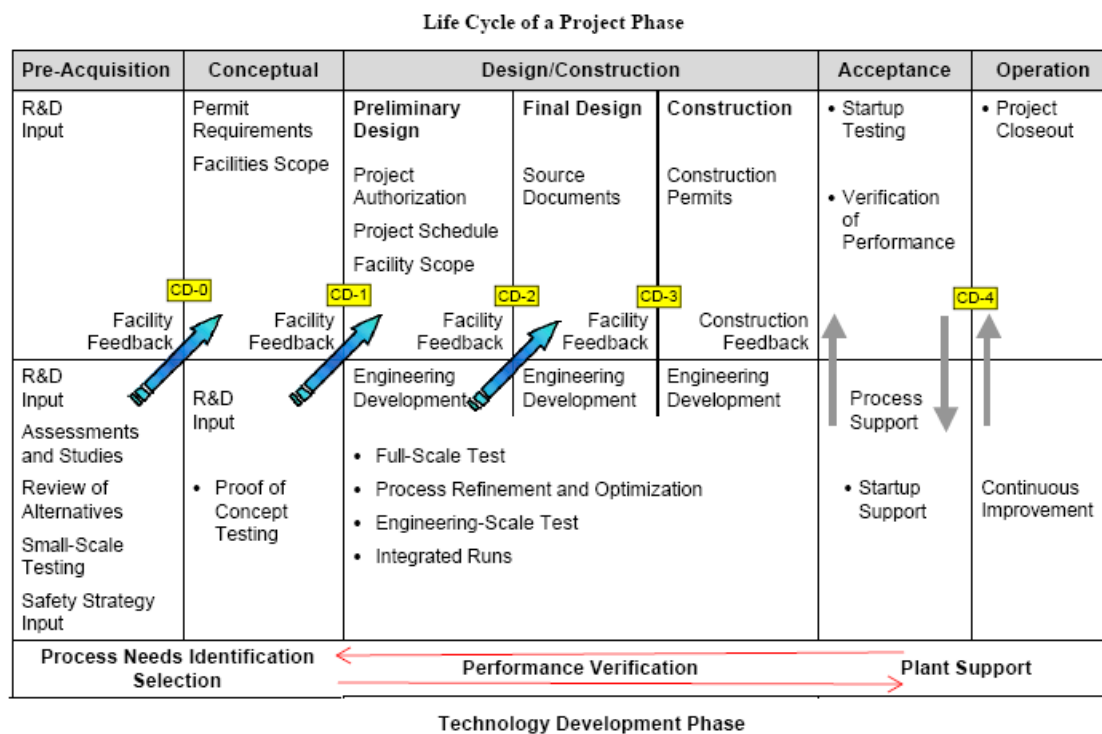 Life Cycle of a Project Phase
Pre-Acquisition
Conceptual
Design/Construction
Acceptance
Operation
R&D
Input
Permit
Requirements
Facilities Scope
Preliminary
Design
Project
Authorization
Project Schedule
Facility Scope
Final Design
Source
Documents
Construction
Construction
Permits
• Startup
Testing
• Verification
of
Performance
• Project
Closeout
CD-0
CD-1
CD-2
CD-3
CD-4
Facility
Feedback
Facility
Feedback
Facility
Feedback
Facility
Feedback
Construction
Feedback
R&D
Input
Assessments
and Studies
Review of
Alternatives
Small-Scale
Testing
Safety Strategy
Input
R&D
Input
• Proof of
Concept
Testing
Engineering
Development
Engineering
Development
Engineering
Development
• Full-Scale Test
• Process Refinement and Optimization
• Engineering-Scale Test
• Integrated Runs
Process
Support
• Startup
Support
Continuous
Improvement
Process Needs Identification
Selection
Performance Verification
Plant Support
Technology Development Phase